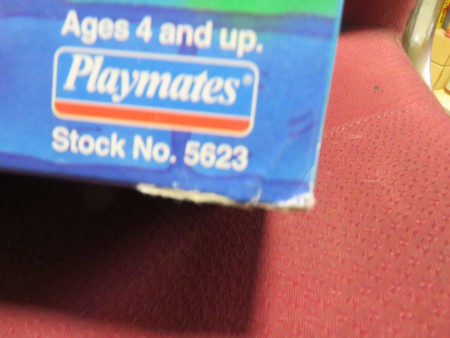 Ages 4 and up.
Playmates®
Stock No. 5623